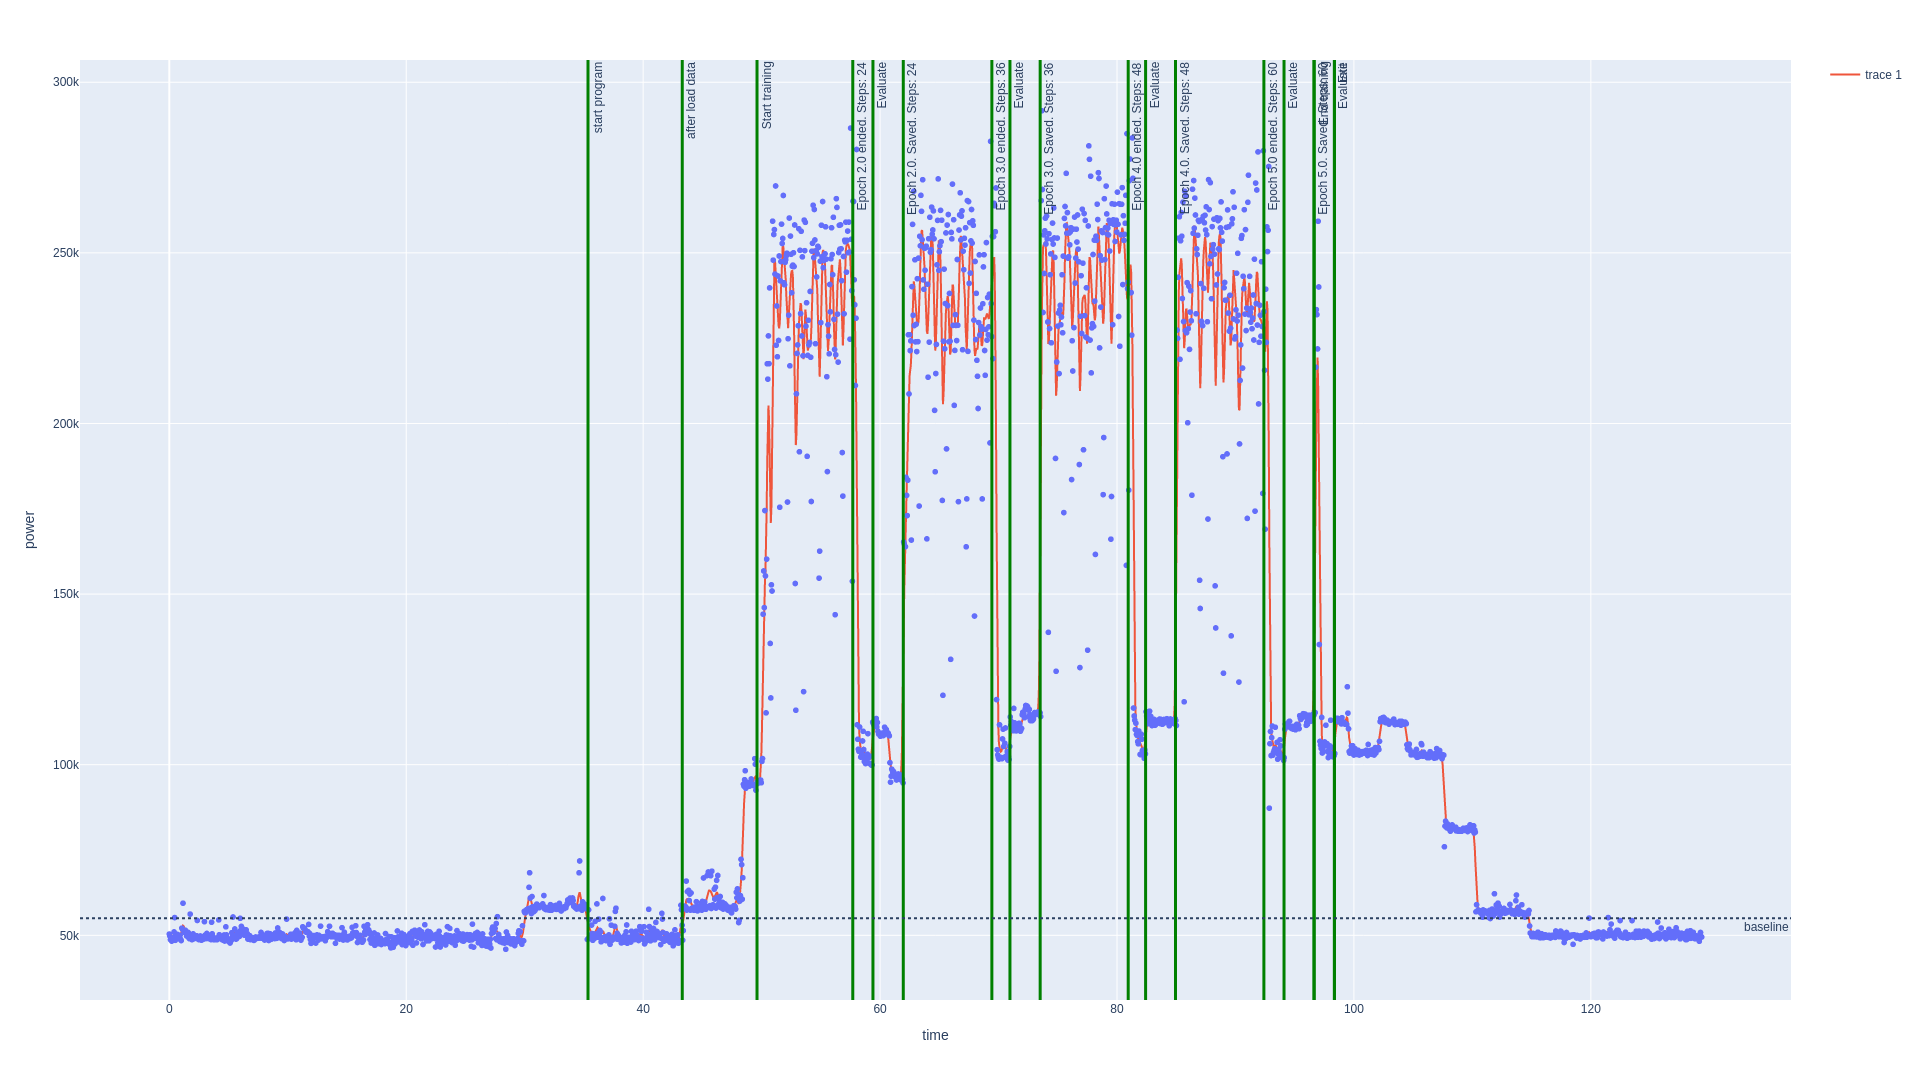 300k
250k
200k
150k
100k
50k
power
0
20
40
60
80
100
120
time
start program
after load data
Start training
Epoch 2.0 ended. Steps: 24
Evaluate
Epoch 2.0. Saved. Steps: 24
Epoch 3.0 ended. Steps: 36
Evaluate
Epoch 3.0. Saved. Steps: 36
Epoch 4.0 ended. Steps: 48
Evaluate
Epoch 4.0. Saved. Steps: 48
Epoch 5.0 ended. Steps: 60
Evaluate
Epoch 5.0. Saved. Steps: 60
End training
Evaluate
baseline
trace 1